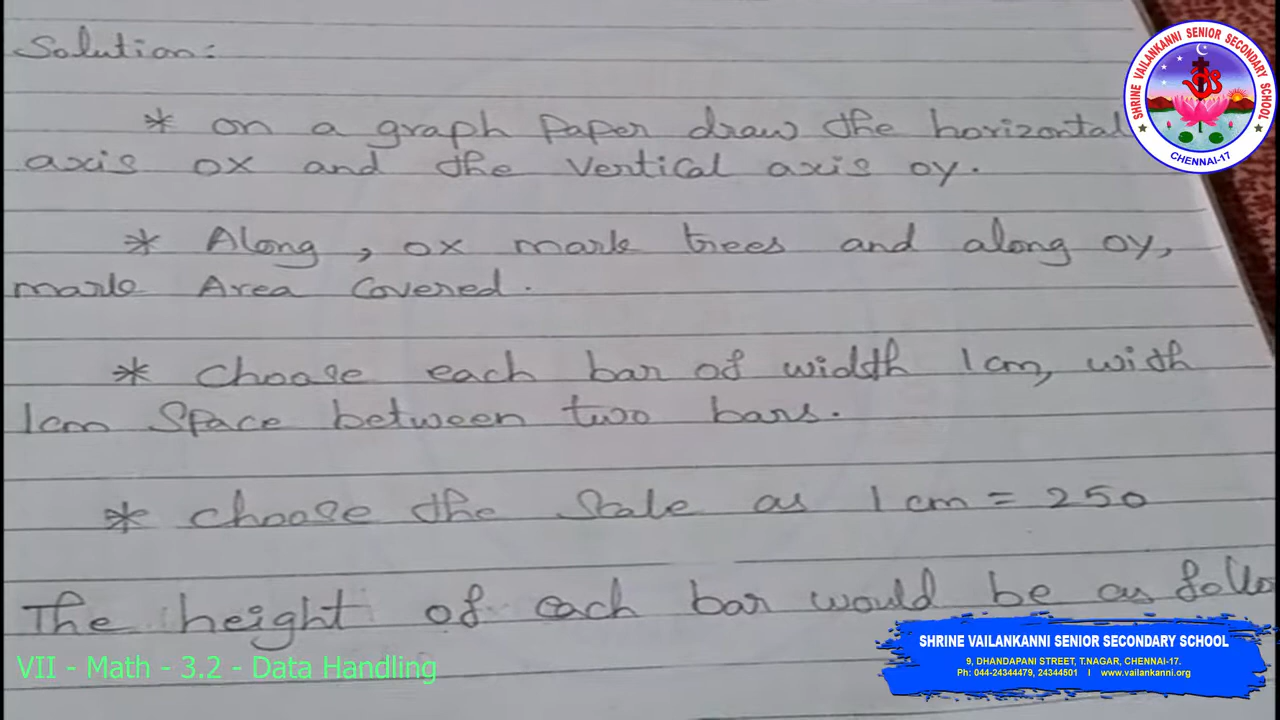 Solution:
* on a graph Paper draw the horizontal
axis ox and the vertical axis oy.
* Along, ox mark trees and along oy,
mark Area Covered.
* choose each bar of width 1cm, with
1cm Space between two bars.
* choose the Scale as 1cm = 250
The height of each bar would be as follo
VII - Math - 3.2 - Data Handling
SHRINE VAILANKANNI SENIOR SECONDARY SCHOOL
CHENNAI-17
SHRINE VAILANKANNI SENIOR SECONDARY SCHOOL
9, DHANDAPANI STREET, T.NAGAR, CHENNAI-17.
Ph: 044-24344479, 24344501 I www.vailankanni.org